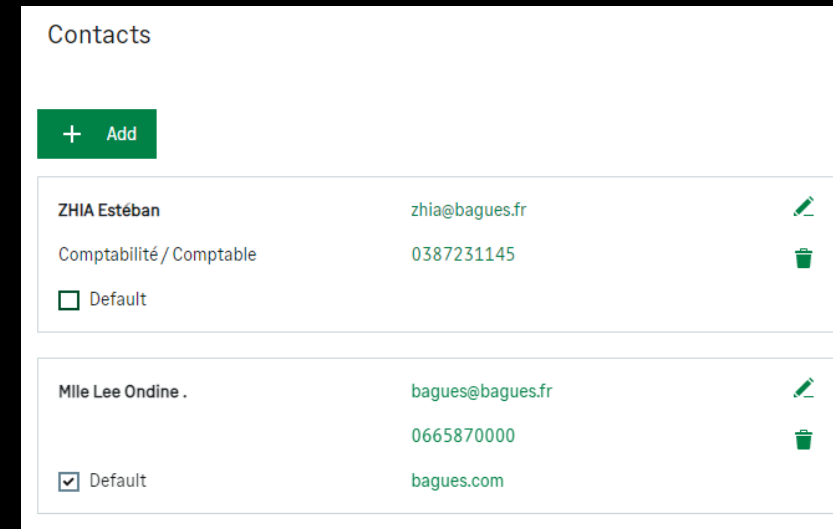 Contacts
+ Add
ZHIA Estéban
zhia@bagues.fr
Comptabilité / Comptable
0387231145
Default
Mlle Lee Ondine .
bagues@bagues.fr
0665870000
Default
bagues.com